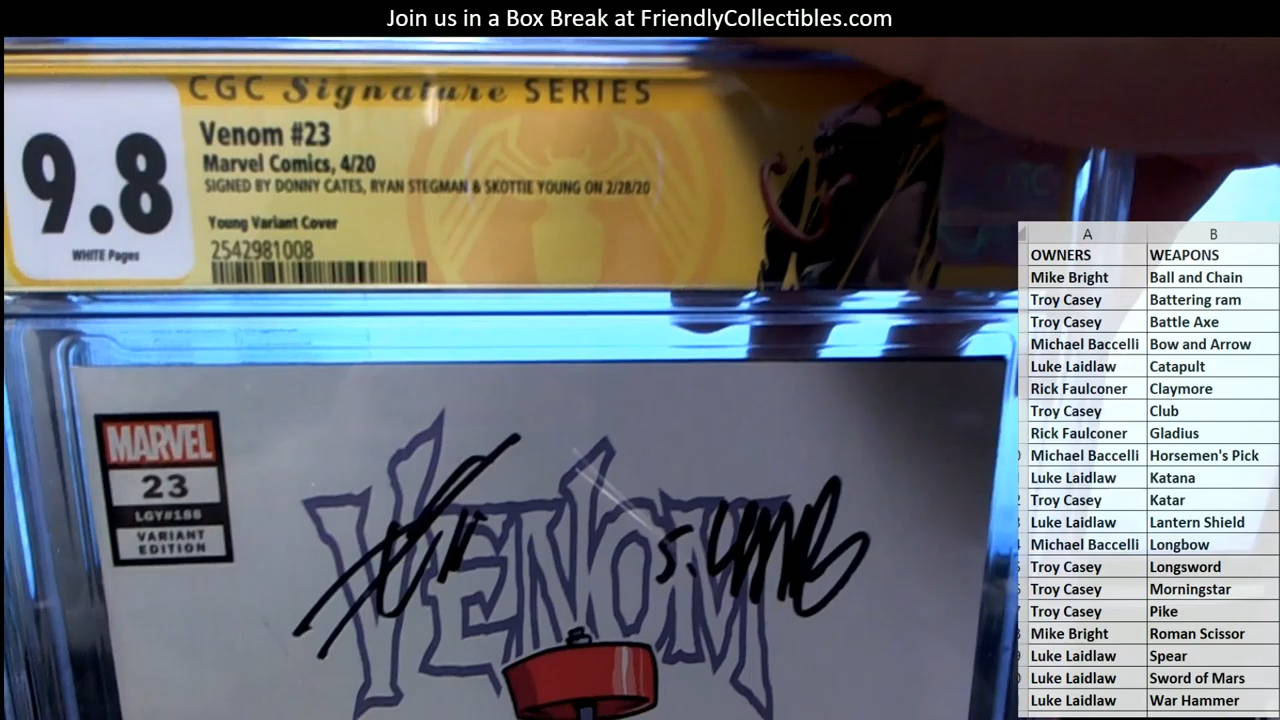 Join us in a Box Break at FriendlyCollectibles.com
CGC Signature SERIES
9.8
WHITE Pages
Venom #23
Marvel Comics, 4/20
SIGNED BY DONNY CATES, RYAN STEGMAN & SKOTTIE YOUNG ON 2/28/20
Young Variant Cover
2542981008
MARVEL
23
LGY#188
VARIANT
EDITION
VENOM
S. YOUNG
A B
OWNERS WEAPONS
Mike Bright Ball and Chain
Troy Casey Battering ram
Troy Casey Battle Axe
Michael Baccelli Bow and Arrow
Luke Laidlaw Catapult
Rick Faulconer Claymore
Troy Casey Club
Rick Faulconer Gladius
Michael Baccelli Horsemen's Pick
Luke Laidlaw Katana
Troy Casey Katar
Luke Laidlaw Lantern Shield
Michael Baccelli Longbow
Troy Casey Longsword
Troy Casey Morningstar
Troy Casey Pike
Mike Bright Roman Scissor
Luke Laidlaw Spear
Luke Laidlaw Sword of Mars
Luke Laidlaw War Hammer